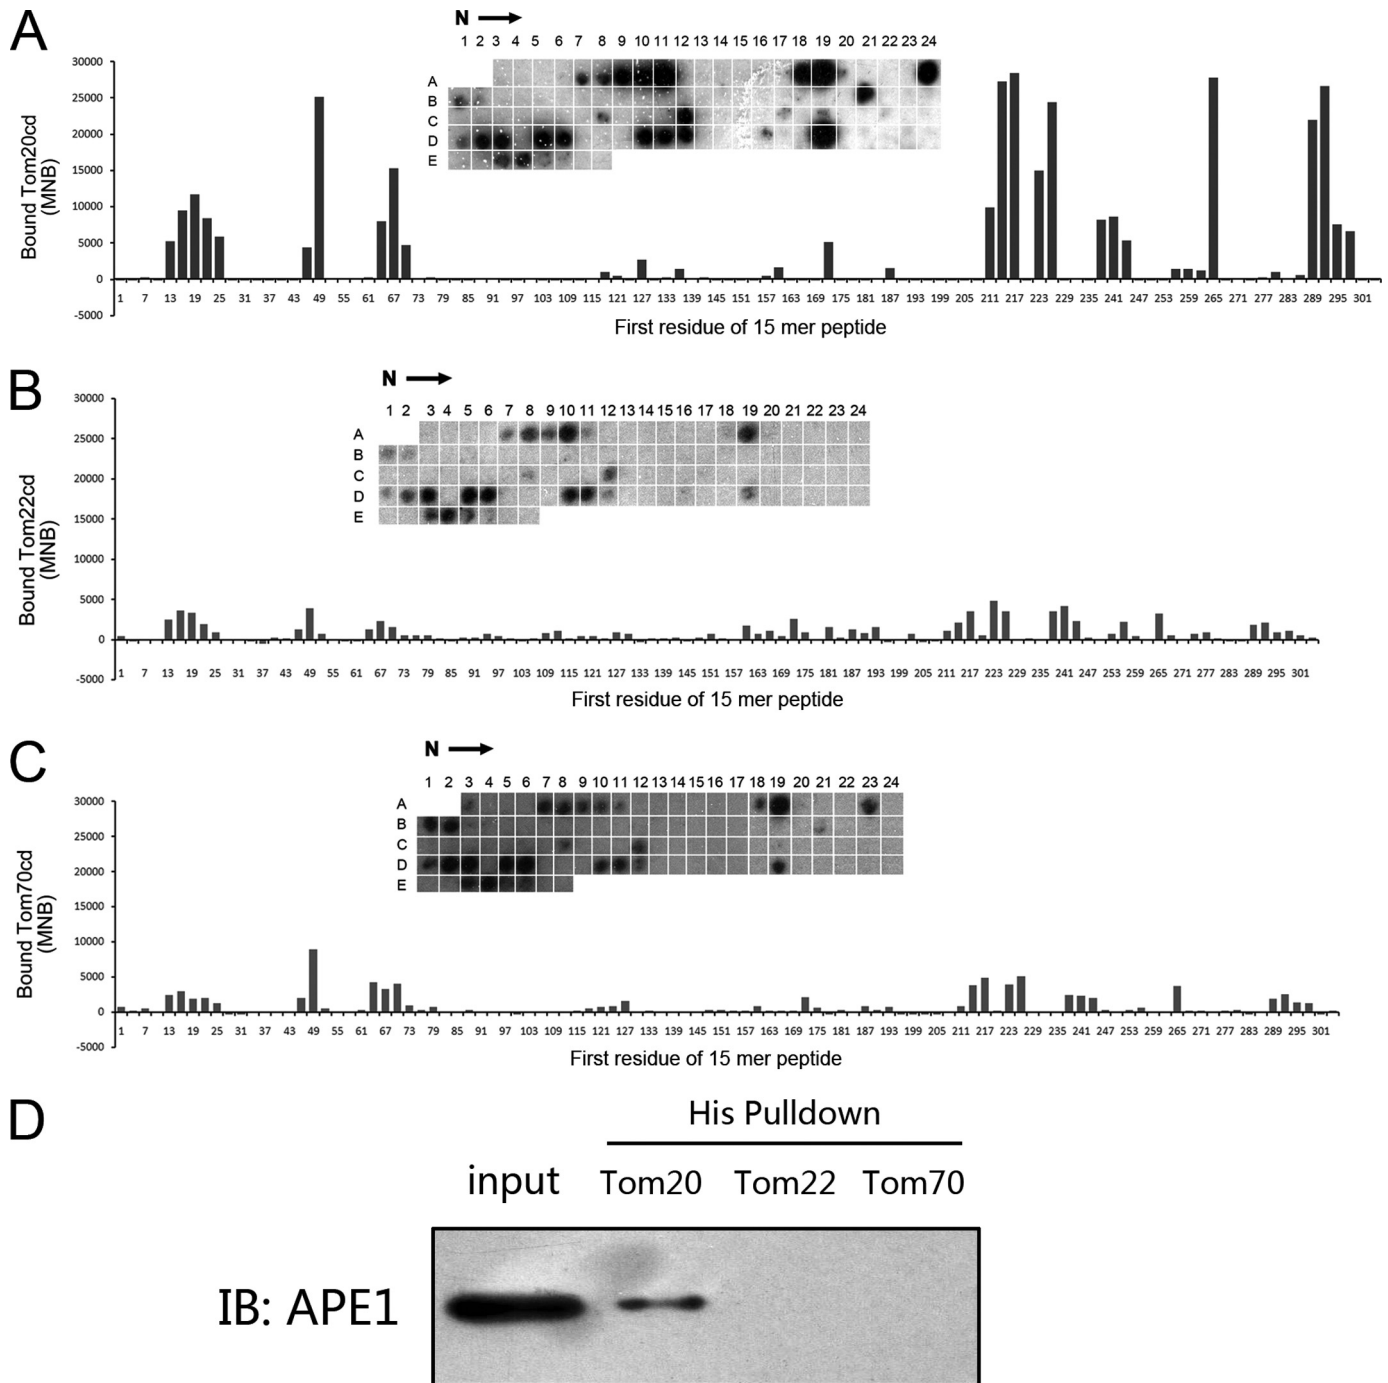 A
N
1 2 3 4 5 6 7 8 9 10 11 12 13 14 15 16 17 18 19 20 21 22 23 24
A
B
C
D
E
30000
25000
20000
15000
10000
5000
0
-5000
Bound Tom20cd
(MNB)
1 7 13 19 25 31 37 43 49 55 61 67 73 79 85 91 97 103 109 115 121 127 133 139 145 151 157 163 169 175 181 187 193 199 205 211 217 223 229 235 241 247 253 259 265 271 277 283 289 295 301
First residue of 15 mer peptide
B
N
1 2 3 4 5 6 7 8 9 10 11 12 13 14 15 16 17 18 19 20 21 22 23 24
A
B
C
D
E
30000
25000
20000
15000
10000
5000
0
-5000
Bound Tom22cd
(MNB)
1 7 13 19 25 31 37 43 49 55 61 67 73 79 85 91 97 103 109 115 121 127 133 139 145 151 157 163 169 175 181 187 193 199 205 211 217 223 229 235 241 247 253 259 265 271 277 283 289 295 301
First residue of 15 mer peptide
C
N
1 2 3 4 5 6 7 8 9 10 11 12 13 14 15 16 17 18 19 20 21 22 23 24
A
B
C
D
E
30000
25000
20000
15000
10000
5000
0
-5000
Bound Tom70cd
(MNB)
1 7 13 19 25 31 37 43 49 55 61 67 73 79 85 91 97 103 109 115 121 127 133 139 145 151 157 163 169 175 181 187 193 199 205 211 217 223 229 235 241 247 253 259 265 271 277 283 289 295 301
First residue of 15 mer peptide
D
His Pulldown
input Tom20 Tom22 Tom70
IB: APE1